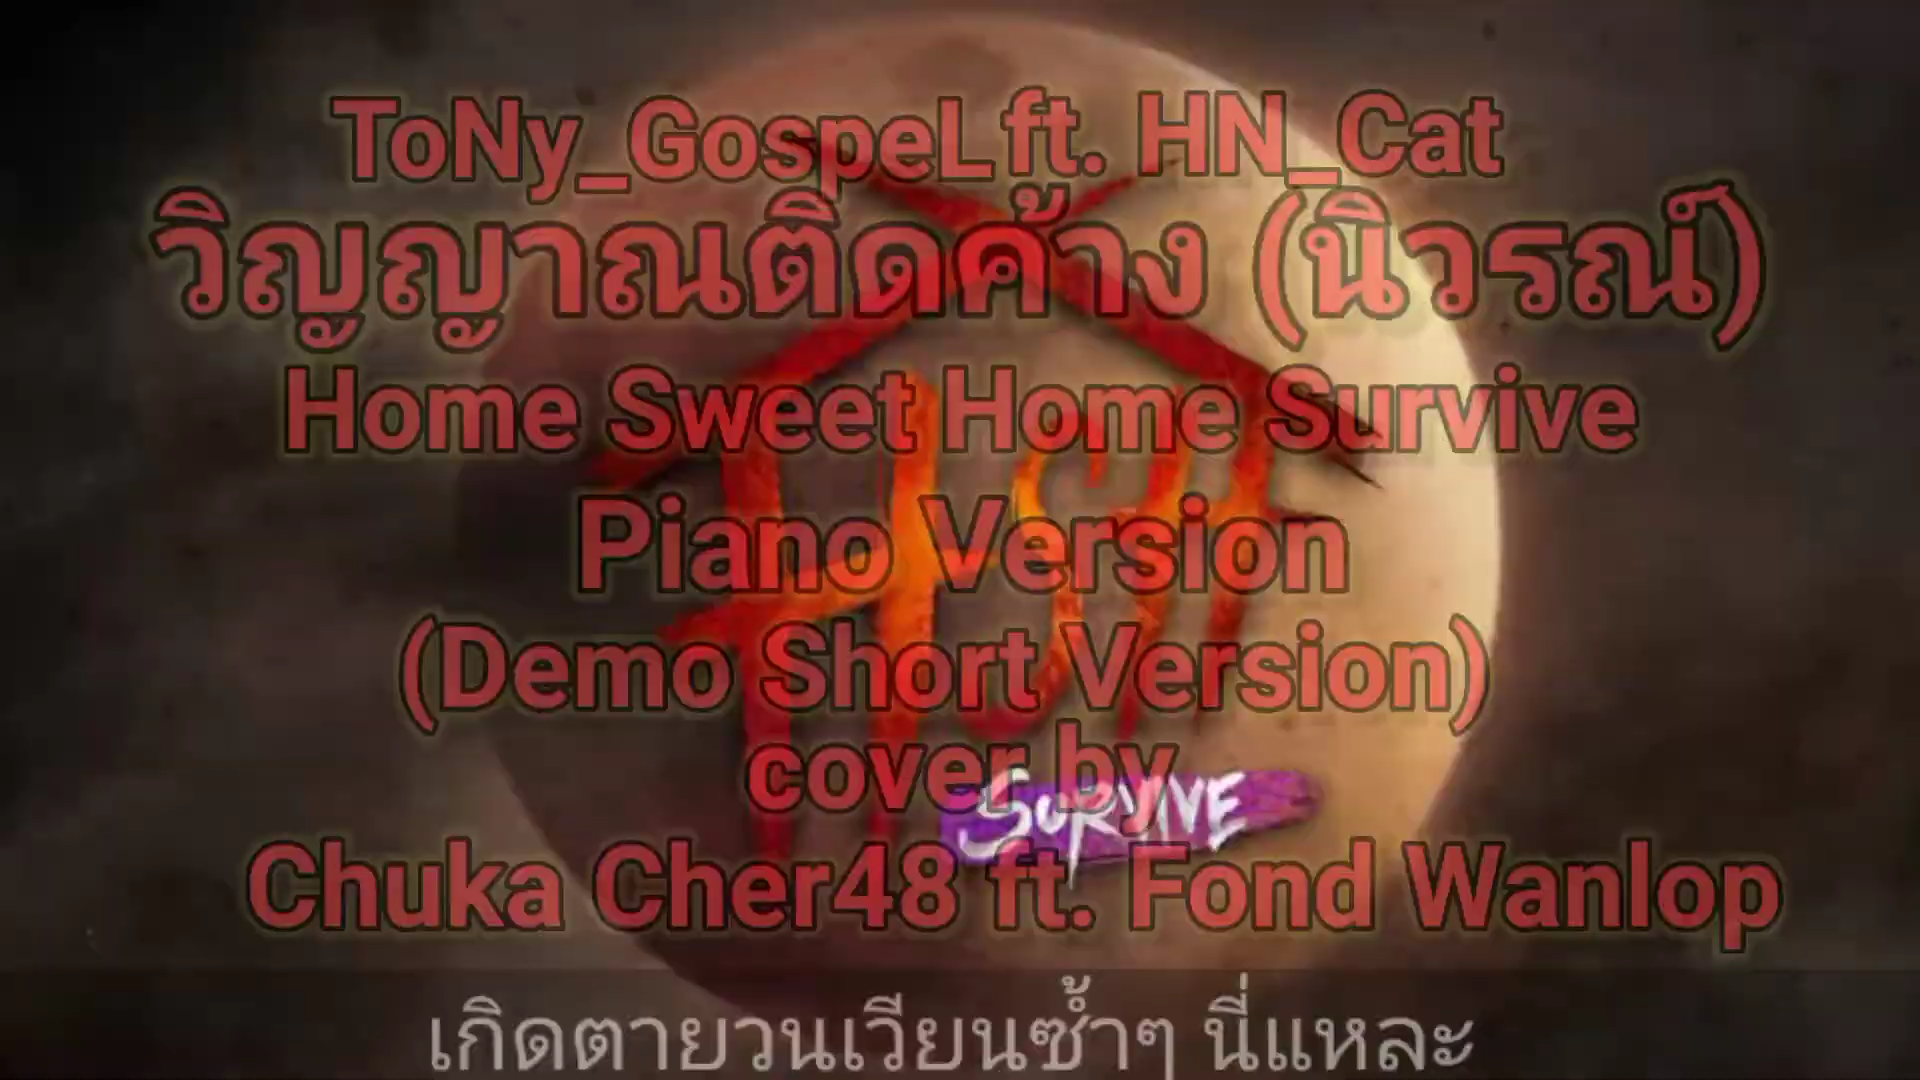 ToNy_GospeL ft. HN_Cat
วิญญาณติดค้าง (นิวรณ์)
Home Sweet Home Survive
Piano Version
(Demo Short Version)
cover by
Chuka Cher48 ft. Fond Wanlop
HSH
SURVIVE
เกิดตายวนเวียนซ้ำๆ นี่แหละ